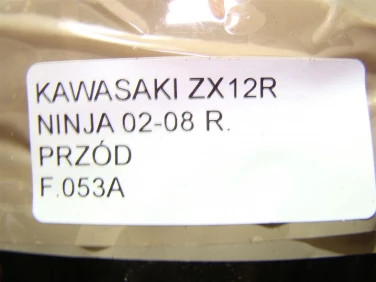 KAWASAKI ZX12R
NINJA 02-08 R.
PRZÓD
F.053A